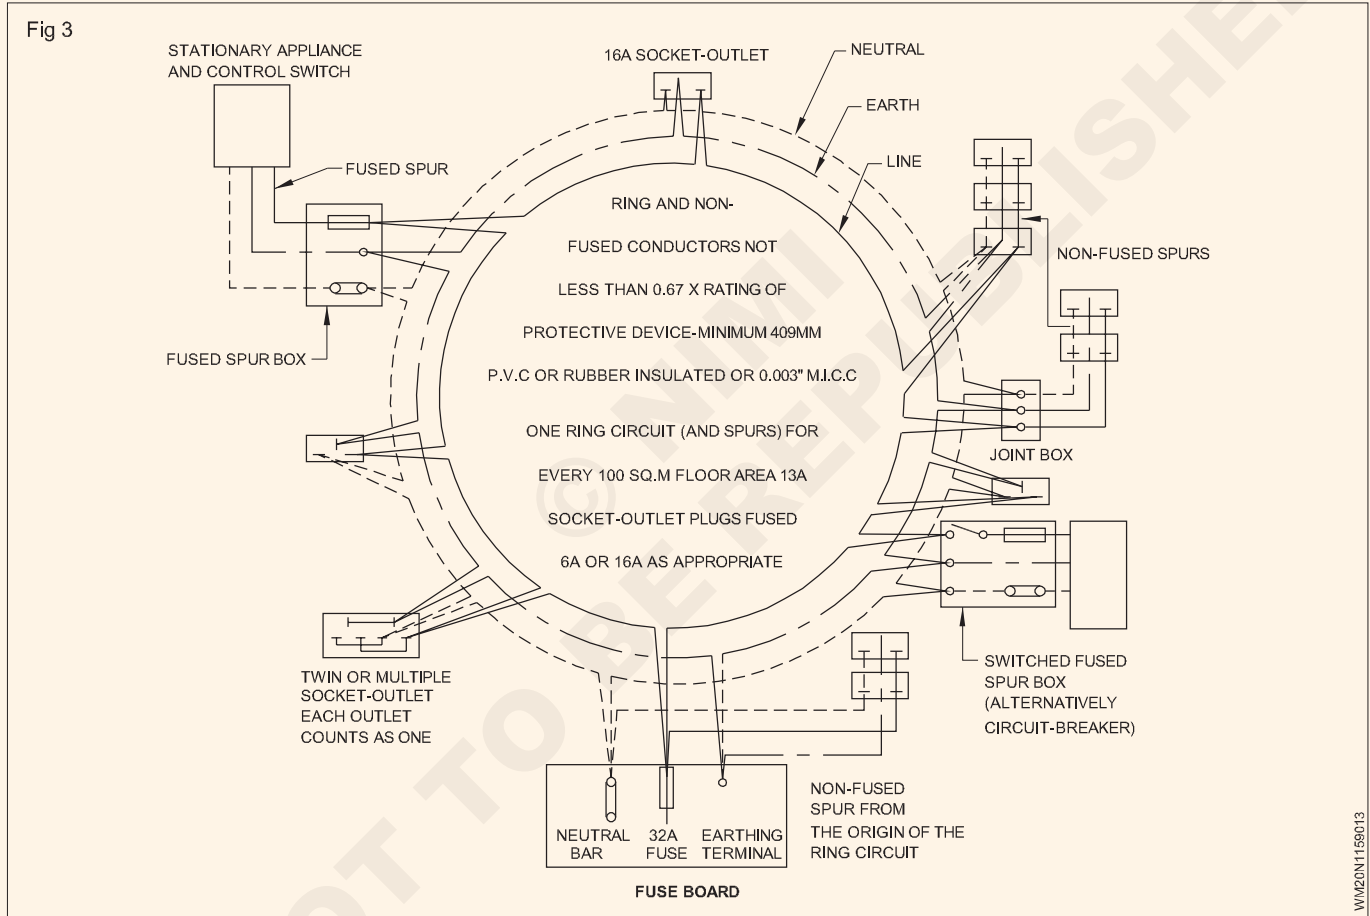 Fig 3
STATIONARY APPLIANCE
AND CONTROL SWITCH
16A SOCKET-OUTLET
NEUTRAL
EARTH
LINE
FUSED SPUR
FUSED SPUR BOX
RING AND NON-
FUSED CONDUCTORS NOT
LESS THAN 0.67 X RATING OF
PROTECTIVE DEVICE-MINIMUM 409MM
P.V.C OR RUBBER INSULATED OR 0.003" M.I.C.C
ONE RING CIRCUIT (AND SPURS) FOR
EVERY 100 SQ.M FLOOR AREA 13A
SOCKET-OUTLET PLUGS FUSED
6A OR 16A AS APPROPRIATE
NON-FUSED SPURS
JOINT BOX
TWIN OR MULTIPLE
SOCKET-OUTLET
EACH OUTLET
COUNTS AS ONE
SWITCHED FUSED
SPUR BOX
(ALTERNATIVELY
CIRCUIT-BREAKER)
NON-FUSED
SPUR FROM
THE ORIGIN OF THE
RING CIRCUIT
NEUTRAL
BAR
32A
FUSE
EARTHING
TERMINAL
FUSE BOARD
WM20N1159013
© NIMI
NOT TO BE REPUBLISHED